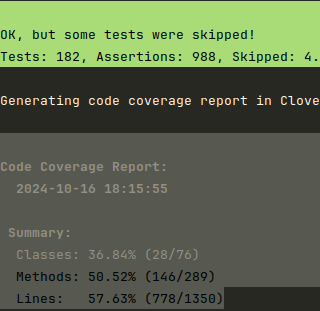 OK, but some tests were skipped!
Tests: 182, Assertions: 988, Skipped: 4.
Generating code coverage report in Clove
Code Coverage Report:
2024-10-16 18:15:55
Summary:
Classes: 36.84% (28/76)
Methods: 50.52% (146/289)
Lines: 57.63% (778/1350)